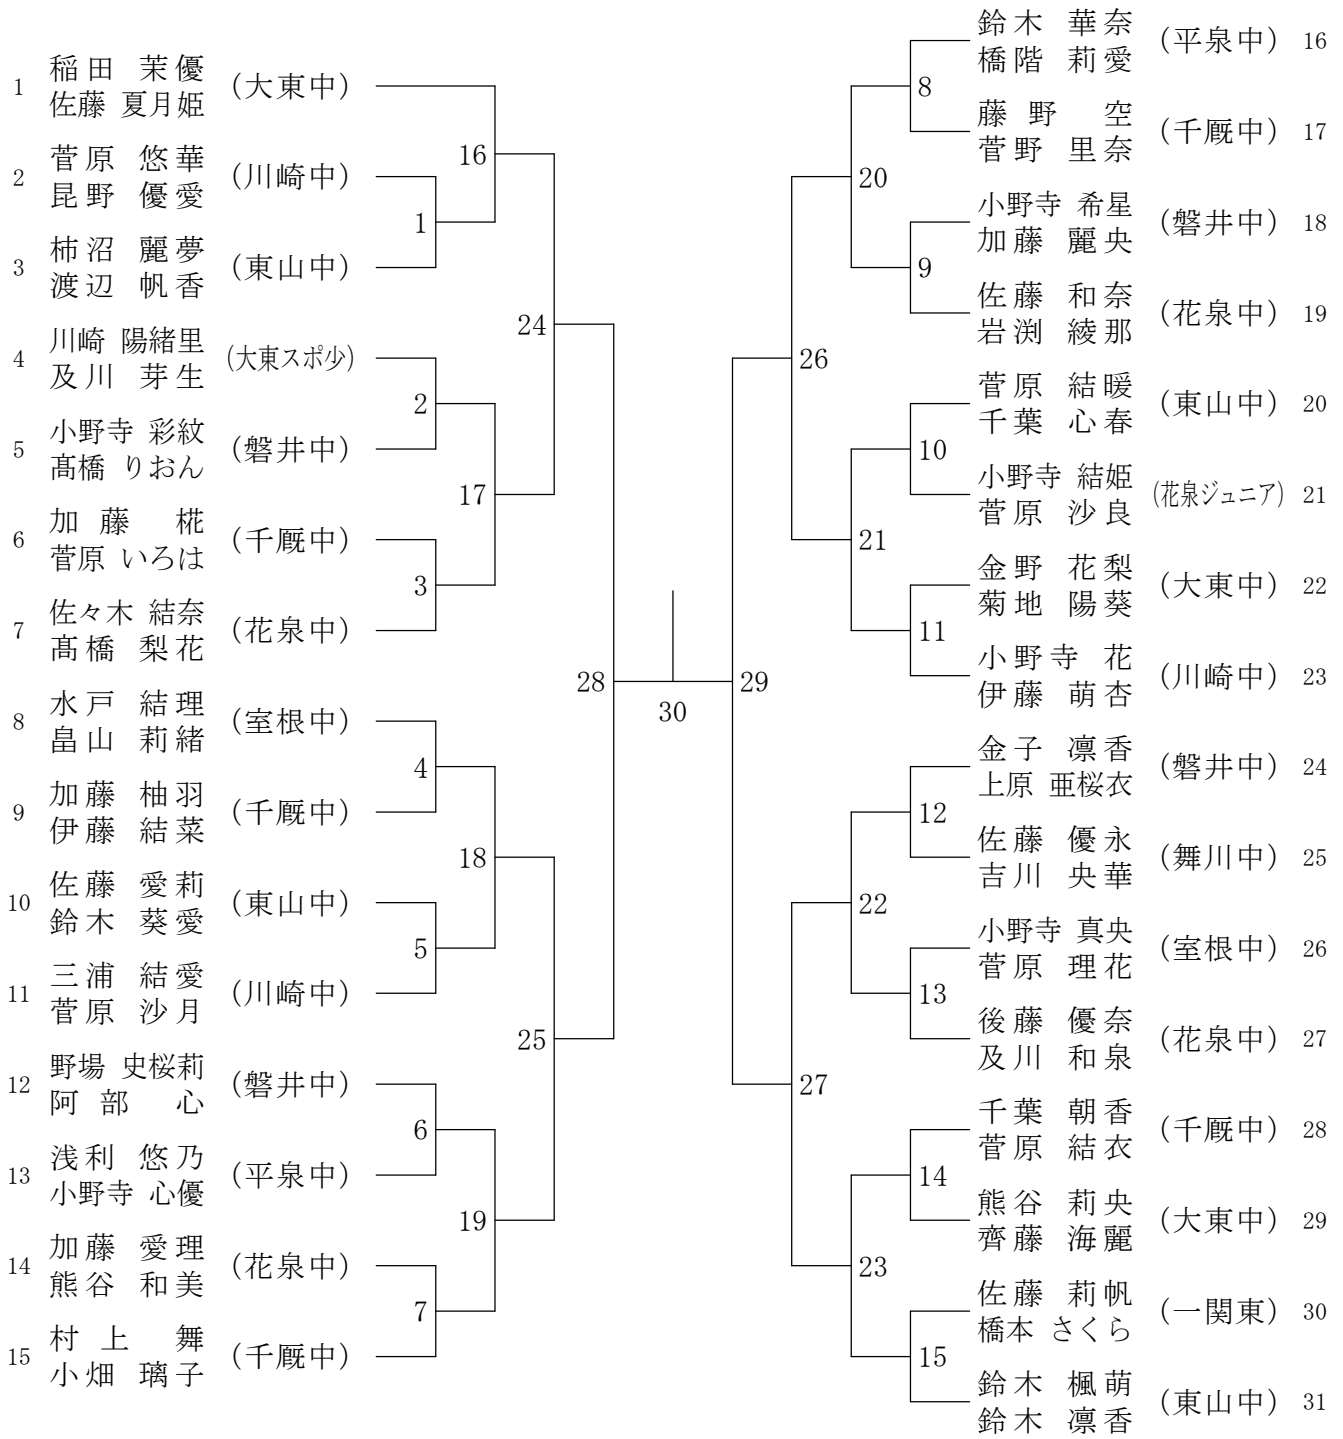 1 稲田 茉優 (大東中)
佐藤 夏月姫
2 菅原 悠華 (川崎中)
昆野 優愛
3 柿沼 麗夢 (東山中)
渡辺 帆香
4 川崎 陽緒里 (大東スポ少)
及川 芽生
5 小野寺 彩紋 (磐井中)
髙橋 りおん
6 加藤 椛 (千厩中)
菅原 いろは
7 佐々木 結奈 (花泉中)
髙橋 梨花
8 水戸 結理 (室根中)
畠山 莉緒
9 加藤 柚羽 (千厩中)
伊藤 結菜
10 佐藤 愛莉 (東山中)
鈴木 葵愛
11 三浦 結愛 (川崎中)
菅原 沙月
12 野場 史桜莉 (磐井中)
阿部 心
13 浅利 悠乃 (平泉中)
小野寺 心優
14 加藤 愛理 (花泉中)
熊谷 和美
15 村上 舞 (千厩中)
小畑 璃子
1
2
3
4
5
6
7
16
17
18
19
24
25
28
30
29
26
27
20
21
22
23
8
9
10
11
12
13
14
15
鈴木 華奈 (平泉中) 16
橋階 莉愛
藤野 空 (千厩中) 17
菅野 里奈
小野寺 希星 (磐井中) 18
加藤 麗央
佐藤 和奈 (花泉中) 19
岩渕 綾那
菅原 結暖 (東山中) 20
千葉 心春
小野寺 結姫 (花泉ジュニア) 21
菅原 沙良
金野 花梨 (大東中) 22
菊地 陽葵
小野寺 花 (川崎中) 23
伊藤 萌杏
金子 凛香 (磐井中) 24
上原 亜桜衣
佐藤 優永 (舞川中) 25
吉川 央華
小野寺 真央 (室根中) 26
菅原 理花
後藤 優奈 (花泉中) 27
及川 和泉
千葉 朝香 (千厩中) 28
菅原 結衣
熊谷 莉央 (大東中) 29
齊藤 海麗
佐藤 莉帆 (一関東) 30
橋本 さくら
鈴木 楓萌 (東山中) 31
鈴木 凛香